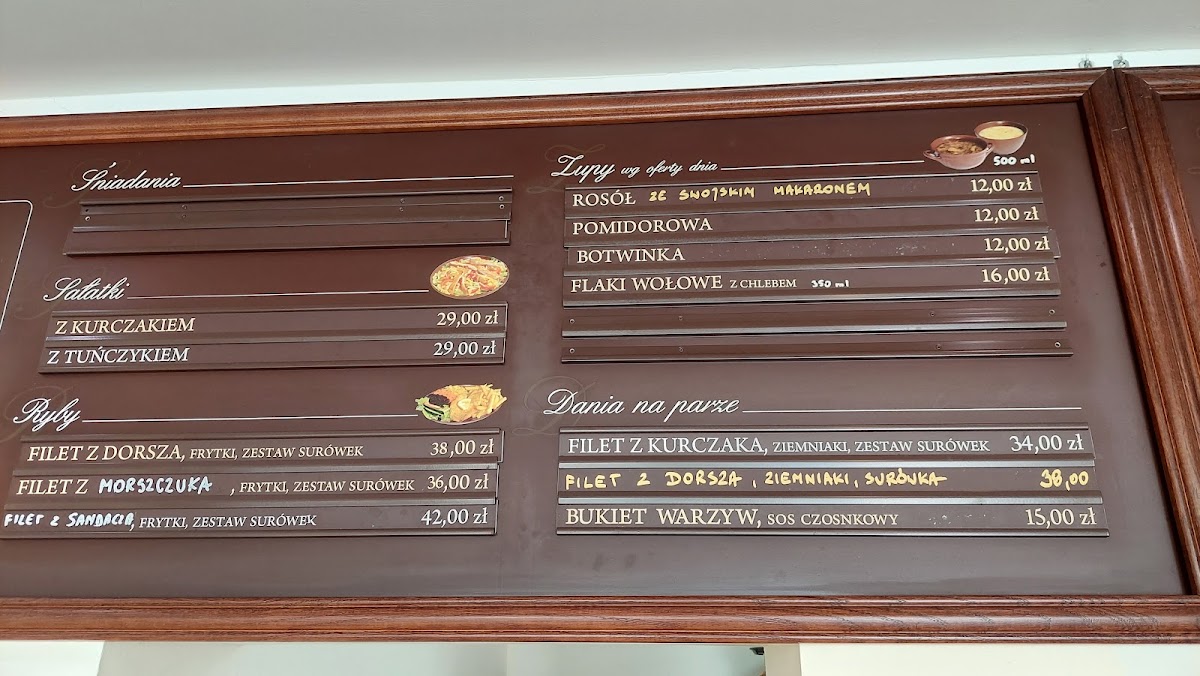 Śniadania
Sałatki
Z KURCZAKIEM 29,00 zł
Z TUŃCZYKIEM 29,00 zł
Ryby
FILET Z DORSZA, FRYTKI, ZESTAW SURÓWEK 38,00 zł
FILET Z MORSZCZUKA , FRYTKI, ZESTAW SURÓWEK 36,00 zł
FILET Z SANDACZA, FRYTKI, ZESTAW SURÓWEK 42,00 zł
Zupy wg oferty dnia 500 ml
ROSÓŁ ZE SWOJSKIM MAKARONEM 12,00 zł
POMIDOROWA 12,00 zł
BOTWINKA 12,00 zł
FLAKI WOŁOWE Z CHLEBEM 350 ml 16,00 zł
Dania na parze
FILET Z KURCZAKA, ZIEMNIAKI, ZESTAW SURÓWEK 34,00 zł
FILET Z DORSZA, ZIEMNIAKI, SURÓWKA 38,00
BUKIET WARZYW, SOS CZOSNKOWY 15,00 zł